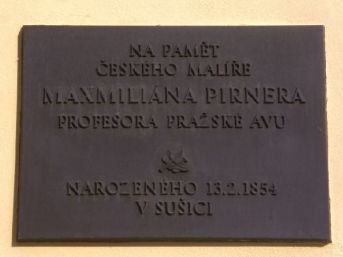 NA PAMĚT
ČESKÉHO MALÍŘE
MAXMILIÁNA PIRNERA
PROFESORA PRAŽSKÉ AVU
NAROZENÉHO 13.2.1854
V SUŠICI